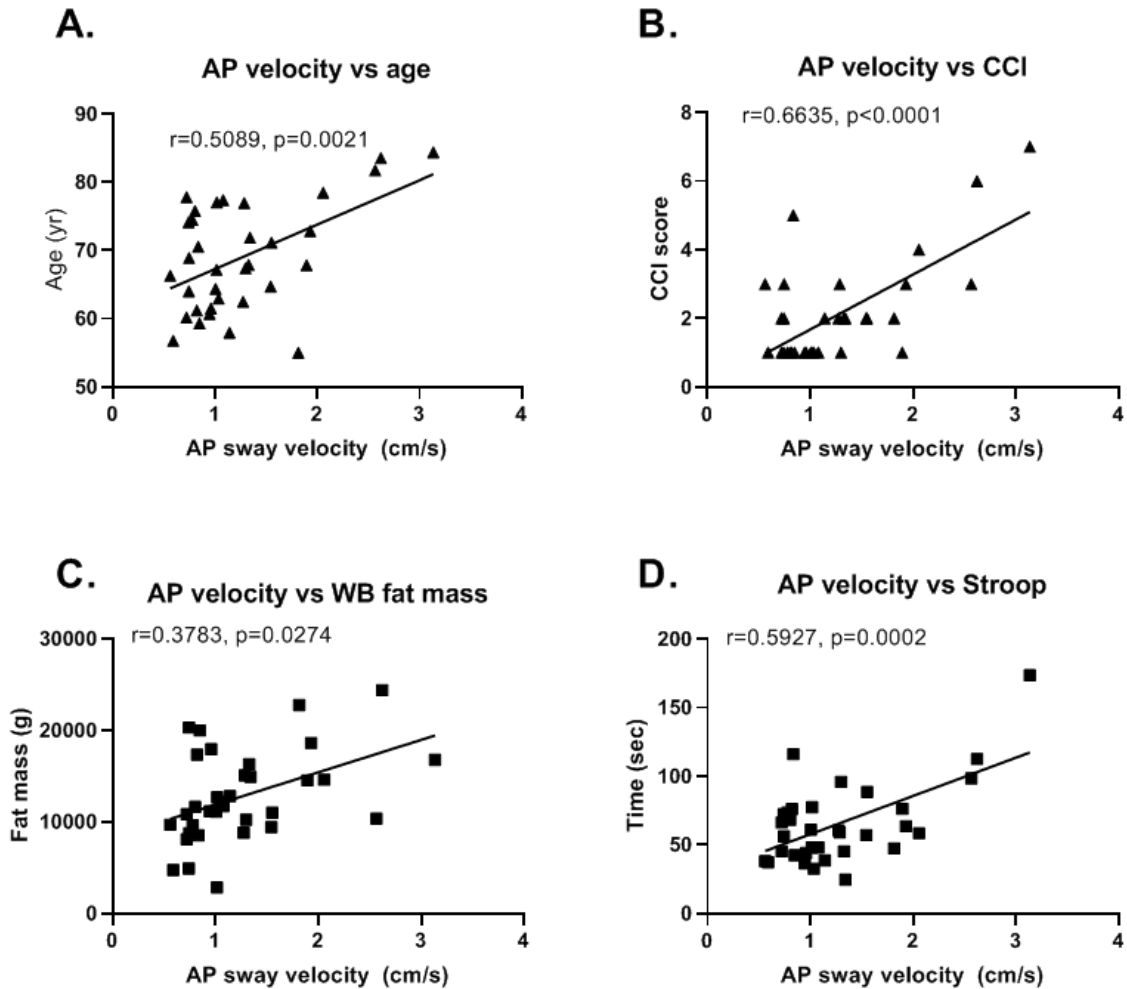 A.
AP velocity vs age
r=0.5089, p=0.0021
90
80
70
60
50
Age (yr)
0 1 2 3 4
AP sway velocity (cm/s)
B.
AP velocity vs CCI
r=0.6635, p<0.0001
8
6
4
2
0
CCI score
0 1 2 3 4
AP sway velocity (cm/s)
C.
AP velocity vs WB fat mass
r=0.3783, p=0.0274
30000
20000
10000
0
Fat mass (g)
0 1 2 3 4
AP sway velocity (cm/s)
D.
AP velocity vs Stroop
r=0.5927, p=0.0002
200
150
100
50
0
Time (sec)
0 1 2 3 4
AP sway velocity (cm/s)